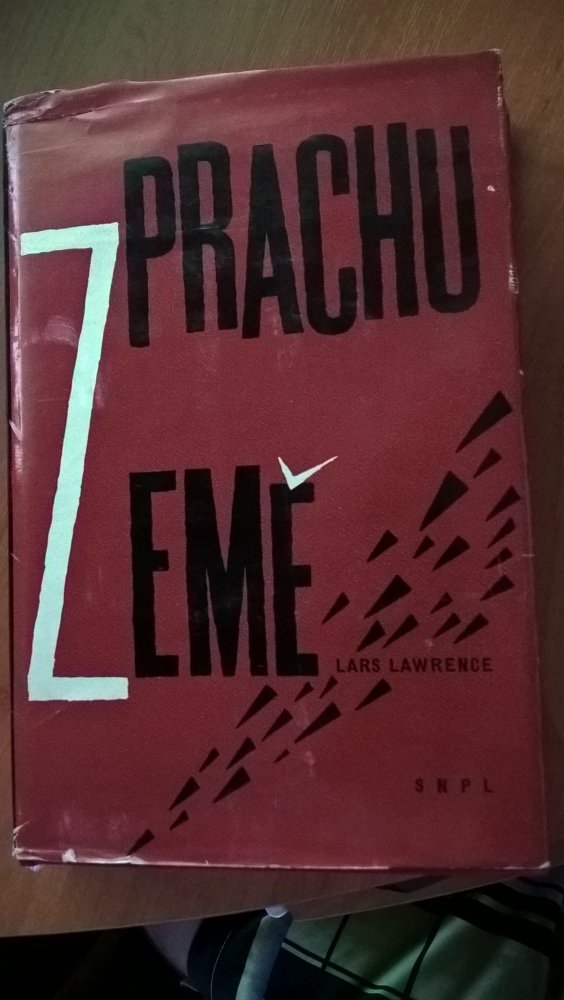 Z PRACHU
ZEMĚ
LARS LAWRENCE
SNPL